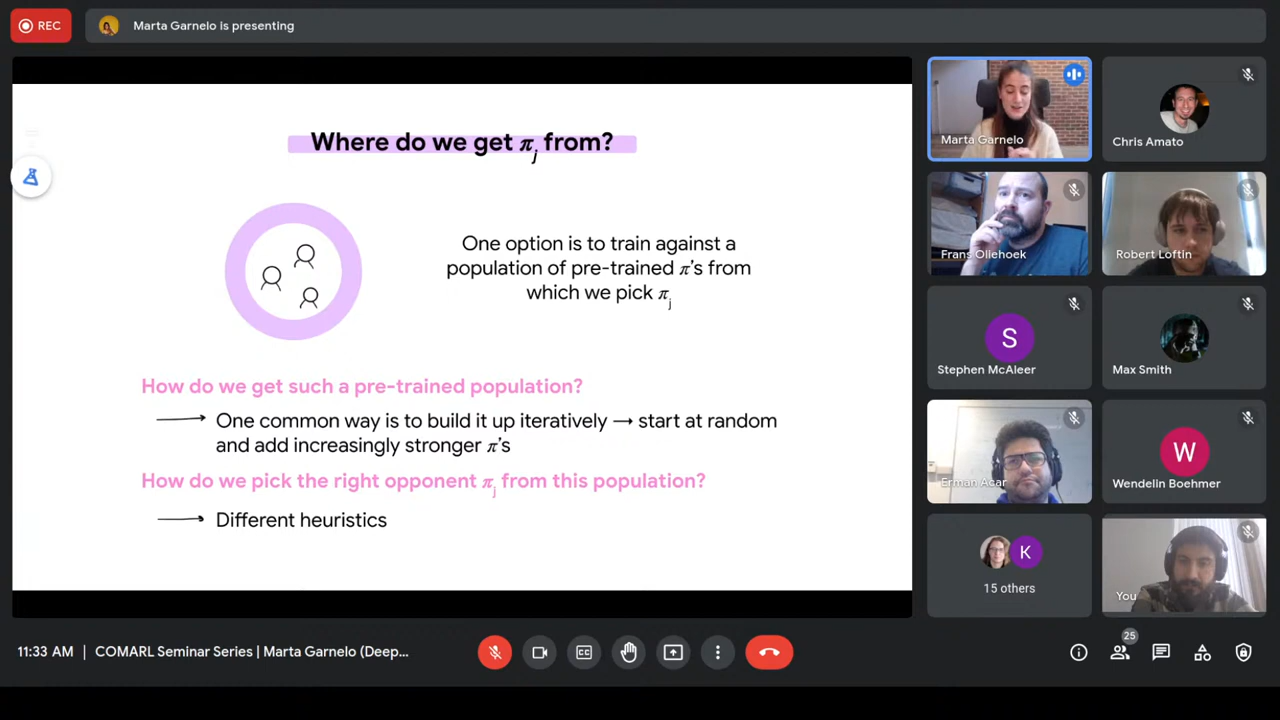 REC
Marta Garnelo is presenting
Where do we get πj from?
One option is to train against a
population of pre-trained π's from
which we pick πj
How do we get such a pre-trained population?
One common way is to build it up iteratively → start at random
and add increasingly stronger π's
How do we pick the right opponent πj from this population?
Different heuristics
Marta Garnelo
Chris Amato
Frans Oliehoek
Robert Loftin
S
Stephen McAleer
Max Smith
Erman Acar
W
Wendelin Boehmer
K
15 others
You
11:33 AM | COMARL Seminar Series | Marta Garnelo (Deep...
25